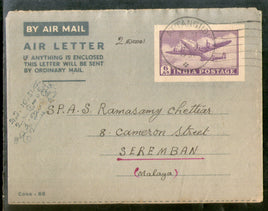 BY AIR MAIL
AIR LETTER
IF ANYTHING IS ENCLOSED
THIS LETTER WILL BE SENT
BY ORDINARY MAIL.
INDIA POSTAGE
SP.A.S. Ramasamy Chettiar
8- Cameron Street
SEREMBAN
(Malaya)